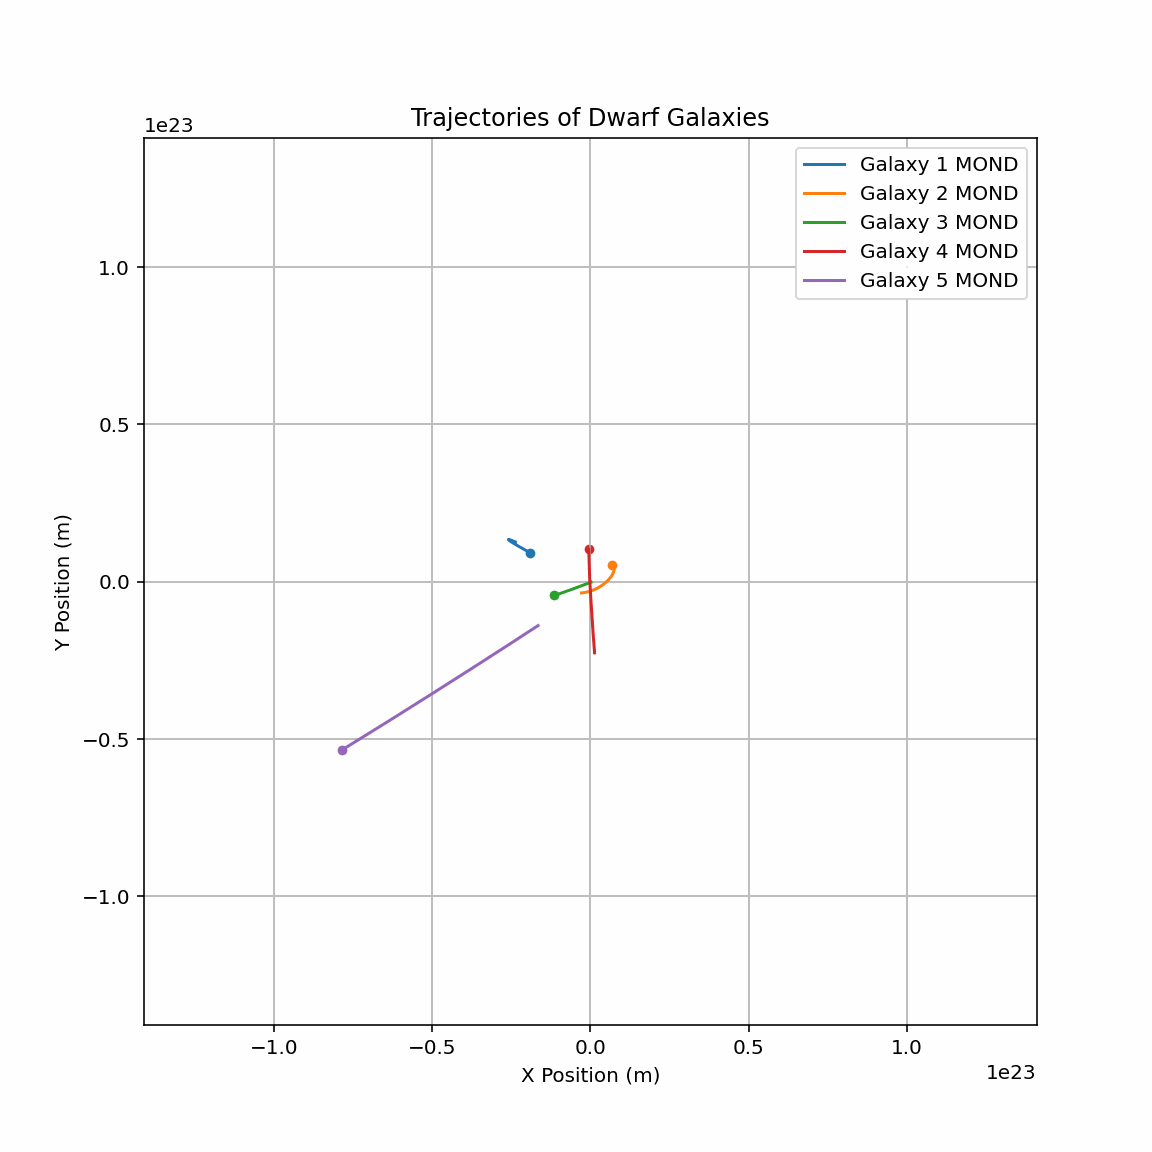 Trajectories of Dwarf Galaxies
1e23
Galaxy 1 MOND
Galaxy 2 MOND
Galaxy 3 MOND
Galaxy 4 MOND
Galaxy 5 MOND
1.0
0.5
0.0
−0.5
−1.0
Y Position (m)
−1.0
−0.5
0.0
0.5
1.0
X Position (m)
1e23